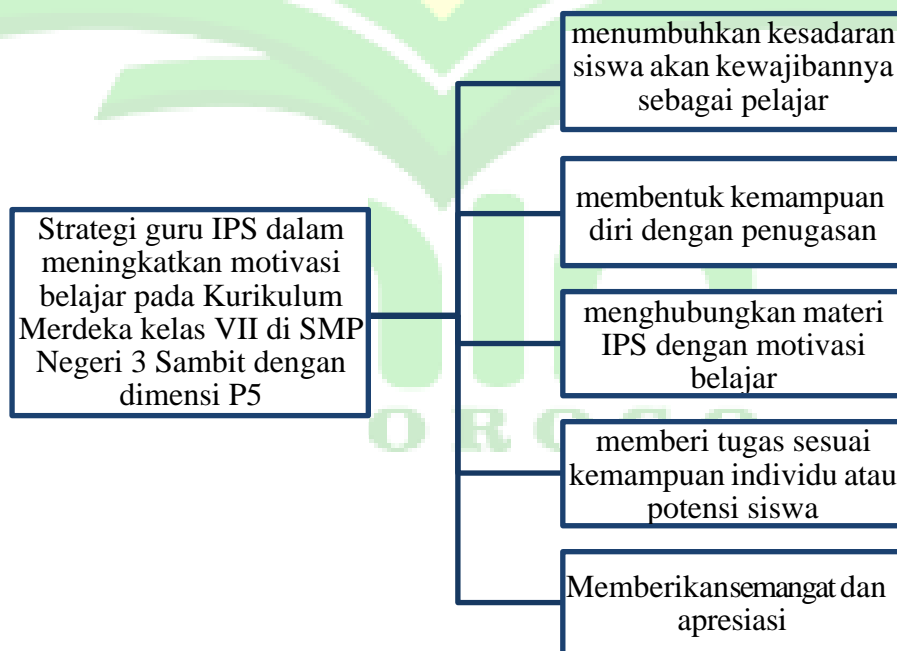 menumbuhkan kesadaran
siswa akan kewajibannya
sebagai pelajar
membentuk kemampuan
diri dengan penugasan
Strategi guru IPS dalam
meningkatkan motivasi
belajar pada Kurikulum
Merdeka kelas VII di SMP
Negeri 3 Sambit dengan
dimensi P5
menghubungkan materi
IPS dengan motivasi
belajar
memberi tugas sesuai
kemampuan individu atau
potensi siswa
Memberikansemangat dan
apresiasi